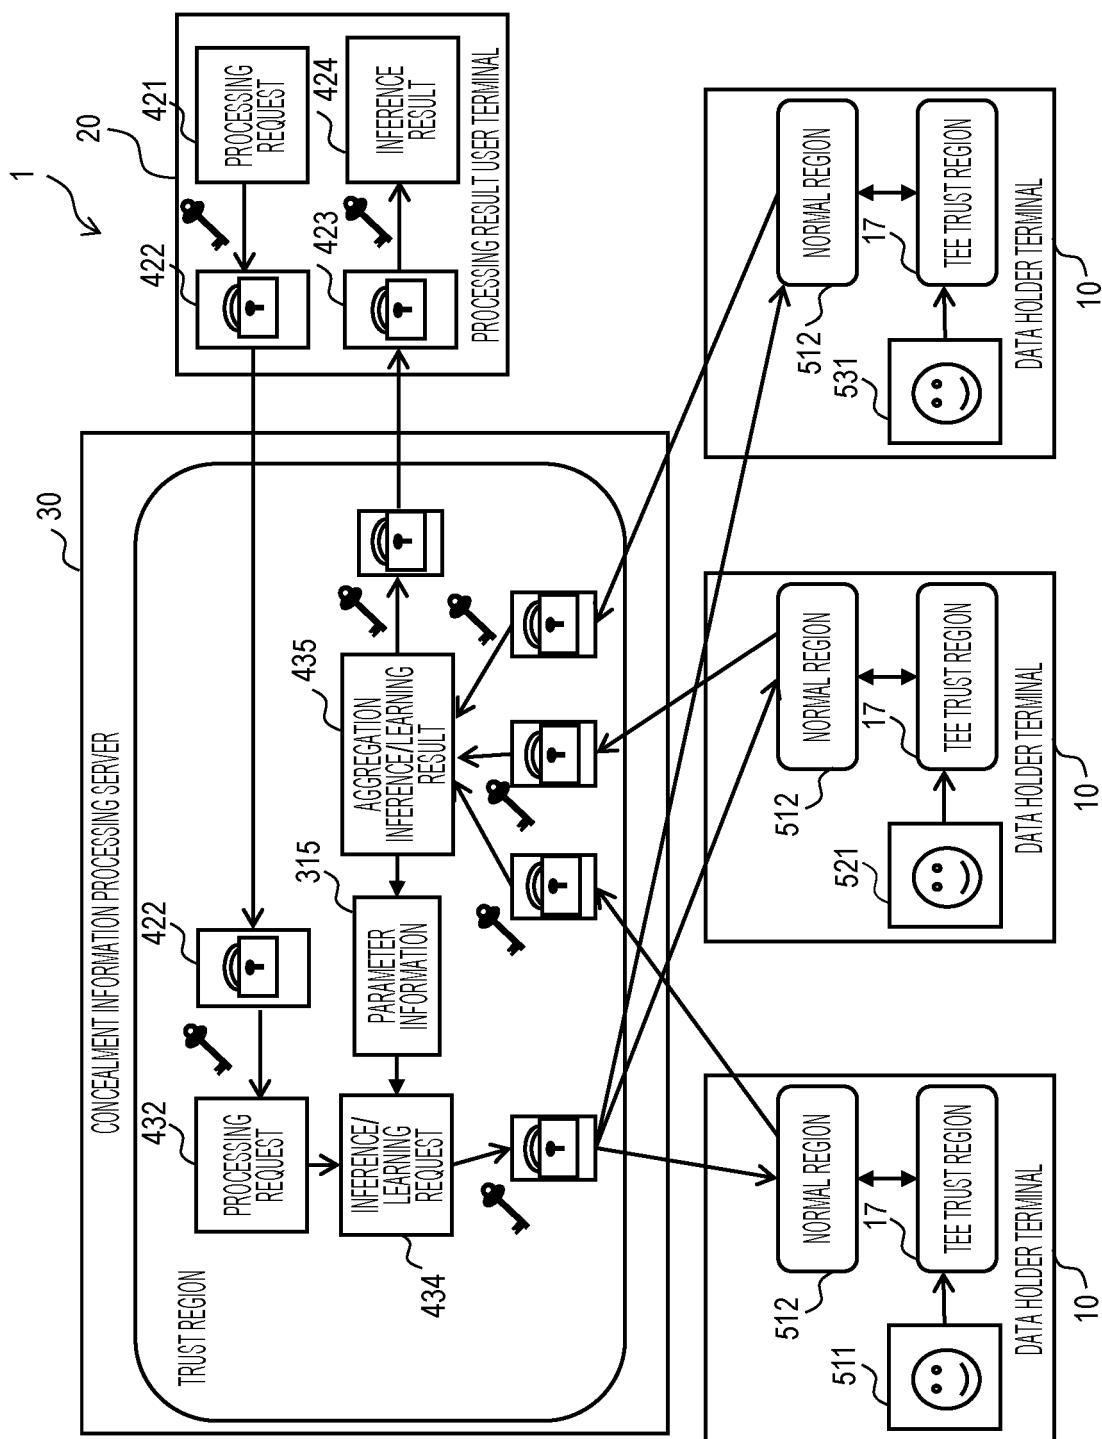 1
CONCEALMENT INFORMATION PROCESSING SERVER
30
TRUST REGION
432
PROCESSING
REQUEST
422
INFERENCE/
LEARNING
REQUEST
434
315
PARAMETER
INFORMATION
435
AGGREGATION
INFERENCE/LEARNING
RESULT
20
422
421
PROCESSING
REQUEST
423
424
INFERENCE
RESULT
PROCESSING RESULT USER TERMINAL
512
NORMAL REGION
17
TEE TRUST REGION
511
DATA HOLDER TERMINAL
10
512
NORMAL REGION
17
TEE TRUST REGION
521
DATA HOLDER TERMINAL
10
512
NORMAL REGION
17
TEE TRUST REGION
531
DATA HOLDER TERMINAL
10